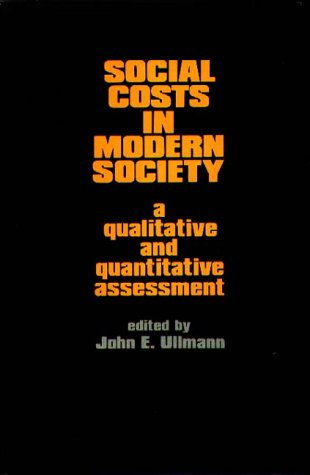 SOCIAL
COSTS
IN
MODERN
SOCIETY
a
qualitative
and
quantitative
assessment
edited by
John E. Ullmann